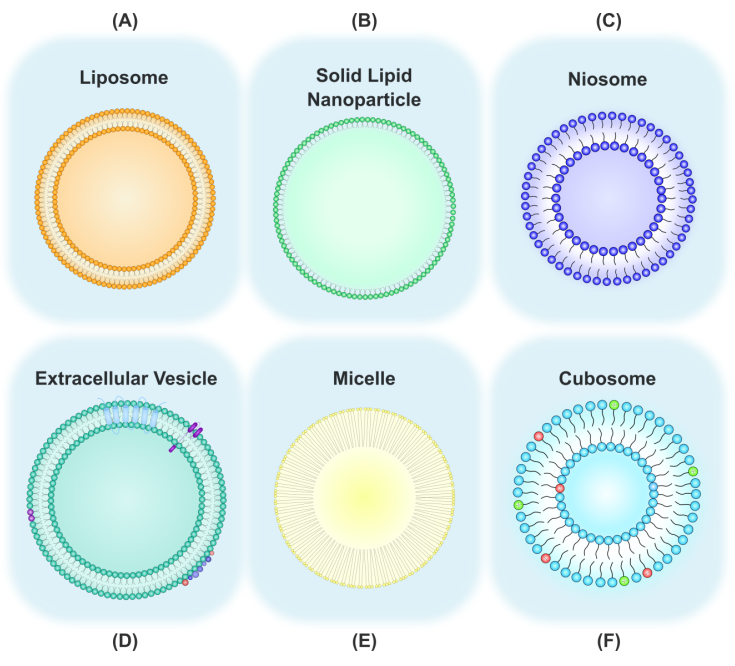 (A)
(B)
(C)
Liposome
Solid Lipid
Nanoparticle
Niosome
Extracellular Vesicle
Micelle
Cubosome
(D)
(E)
(F)